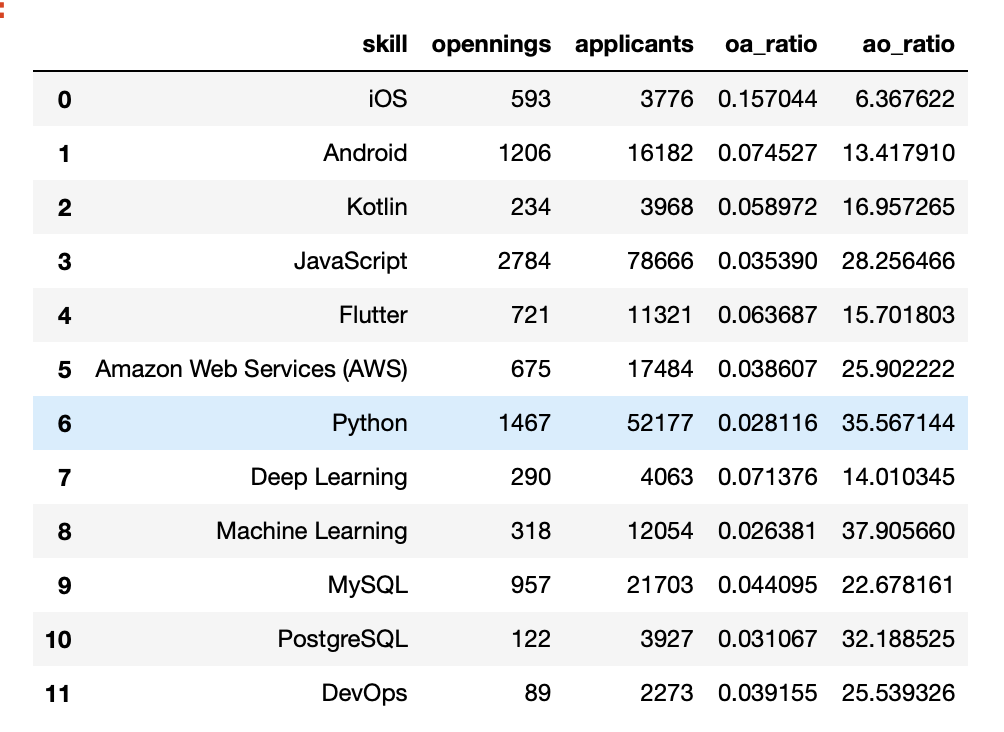 skill opennings applicants oa_ratio ao_ratio
0 iOS 593 3776 0.157044 6.367622
1 Android 1206 16182 0.074527 13.417910
2 Kotlin 234 3968 0.058972 16.957265
3 JavaScript 2784 78666 0.035390 28.256466
4 Flutter 721 11321 0.063687 15.701803
5 Amazon Web Services (AWS) 675 17484 0.038607 25.902222
6 Python 1467 52177 0.028116 35.567144
7 Deep Learning 290 4063 0.071376 14.010345
8 Machine Learning 318 12054 0.026381 37.905660
9 MySQL 957 21703 0.044095 22.678161
10 PostgreSQL 122 3927 0.031067 32.188525
11 DevOps 89 2273 0.039155 25.539326